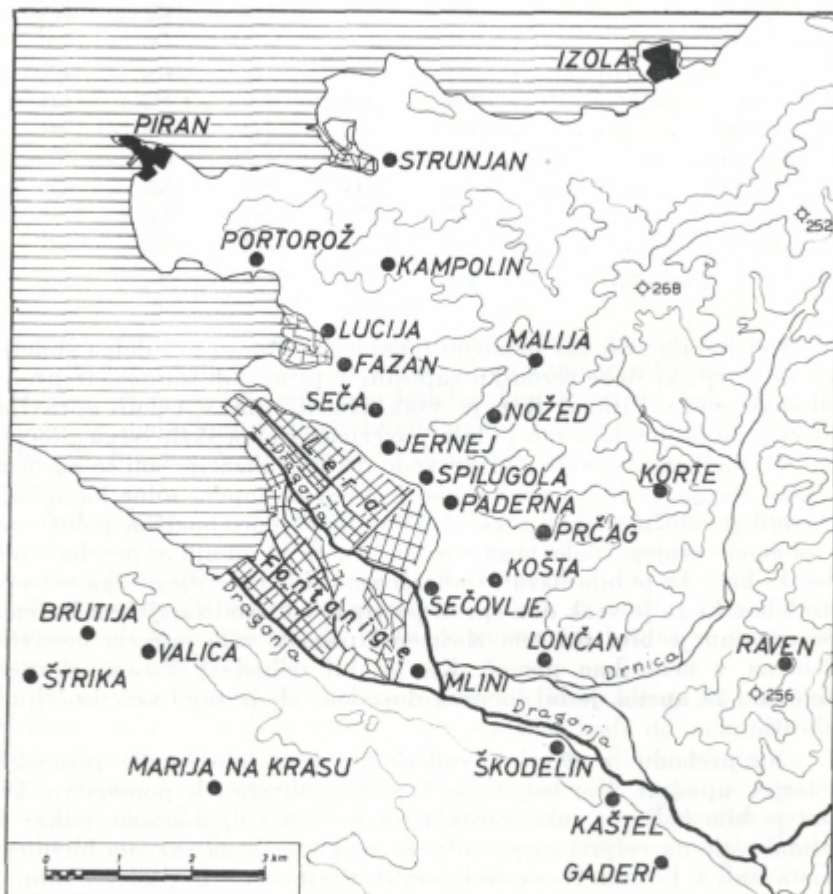 IZOLA
PIRAN
STRUNJAN
252
PORTOROŽ
KAMPOLIN
268
LUCIJA
MALIJA
FAZAN
SEČA
NOŽED
Lera
JERNEJ
Dragonja
SPILUGOLA
KORTE
PADERNA
PRČAG
Fontanigge
KOŠTA
SEČOVLJE
BRUTIJA
Dragonja
LONČAN
RAVEN
VALICA
Drnica
ŠTRIKA
MLINI
256
Dragonja
ŠKODELIN
MARIJA NA KRASU
KAŠTEL
GADERI
0 1 2 3 km